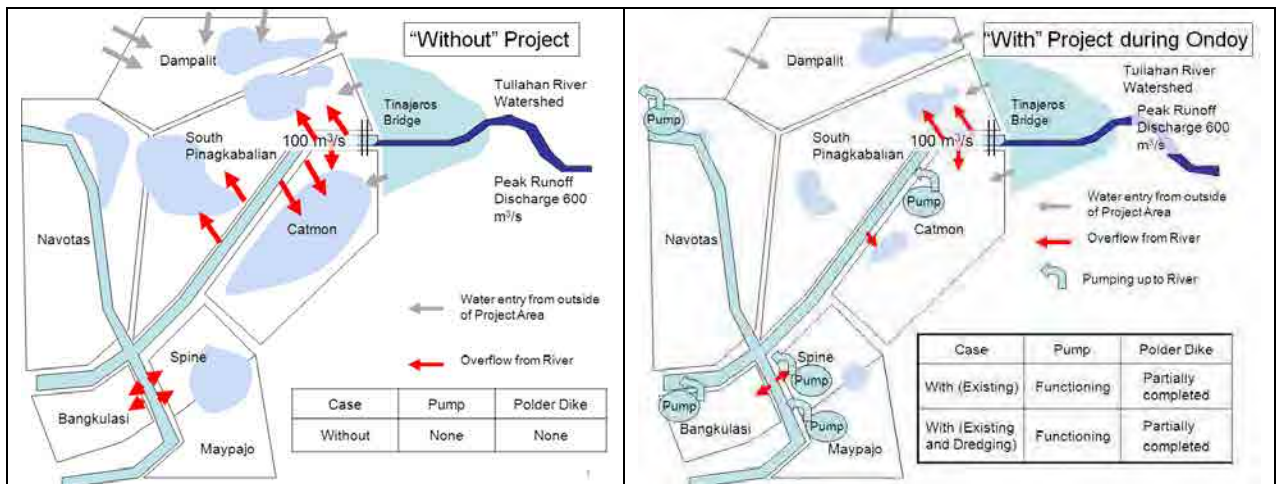 "Without" Project
Dampalit
Tullahan River
Watershed
Tinajeros
Bridge
100 m³/s
South
Pinagkabalian
Peak Runoff
Discharge 600
m³/s
Catmon
Navotas
Water entry from outside
of Project Area
Overflow from River
Spine
Bangkulasi
Maypajo
Case Pump Polder Dike
Without None None
"With" Project during Ondoy
Dampalit
Tullahan River
Watershed
Pump
Tinajeros
Bridge
Peak Runoff
Discharge 600
m³/s
South
Pinagkabalian
100 m³/s
Pump
Water entry from outside
of Project Area
Navotas
Catmon
Overflow from River
Pumping up to River
Spine
Pump
Pump
Bangkulasi
Pump
Maypajo
Case Pump Polder Dike
With (Existing) Functioning Partially
completed
With (Existing
and Dredging) Functioning Partially
completed